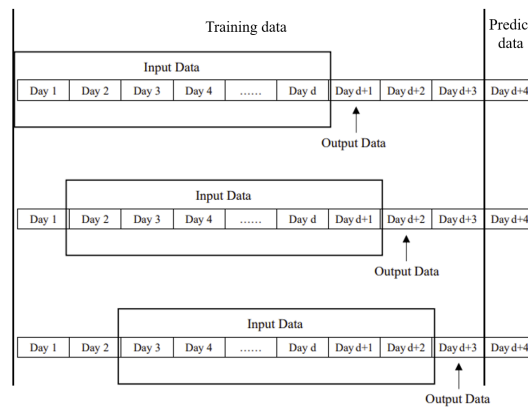 Training data
Predic
data
Input Data
Day 1 Day 2 Day 3 Day 4 ...... Day d Day d+1 Day d+2 Day d+3 Day d+4
Output Data
Input Data
Day 1 Day 2 Day 3 Day 4 ...... Day d Day d+1 Day d+2 Day d+3 Day d+4
Output Data
Input Data
Day 1 Day 2 Day 3 Day 4 ...... Day d Day d+1 Day d+2 Day d+3 Day d+4
Output Data